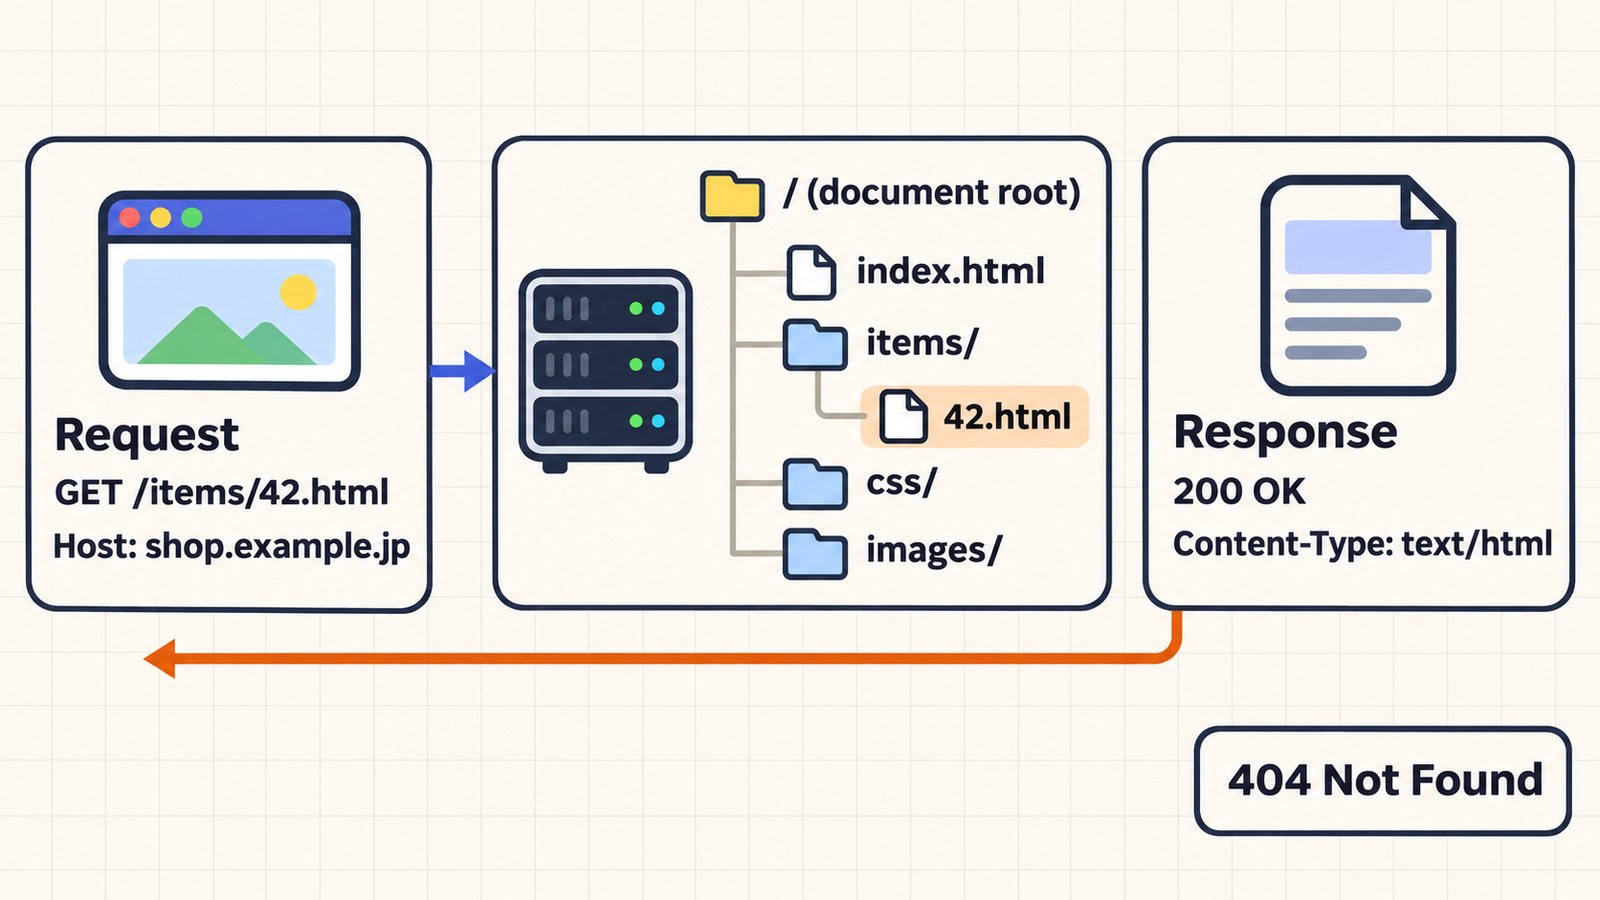 Request
GET /items/42.html
Host: shop.example.jp
/ (document root)
index.html
items/
42.html
css/
images/
Response
200 OK
Content-Type: text/html
404 Not Found